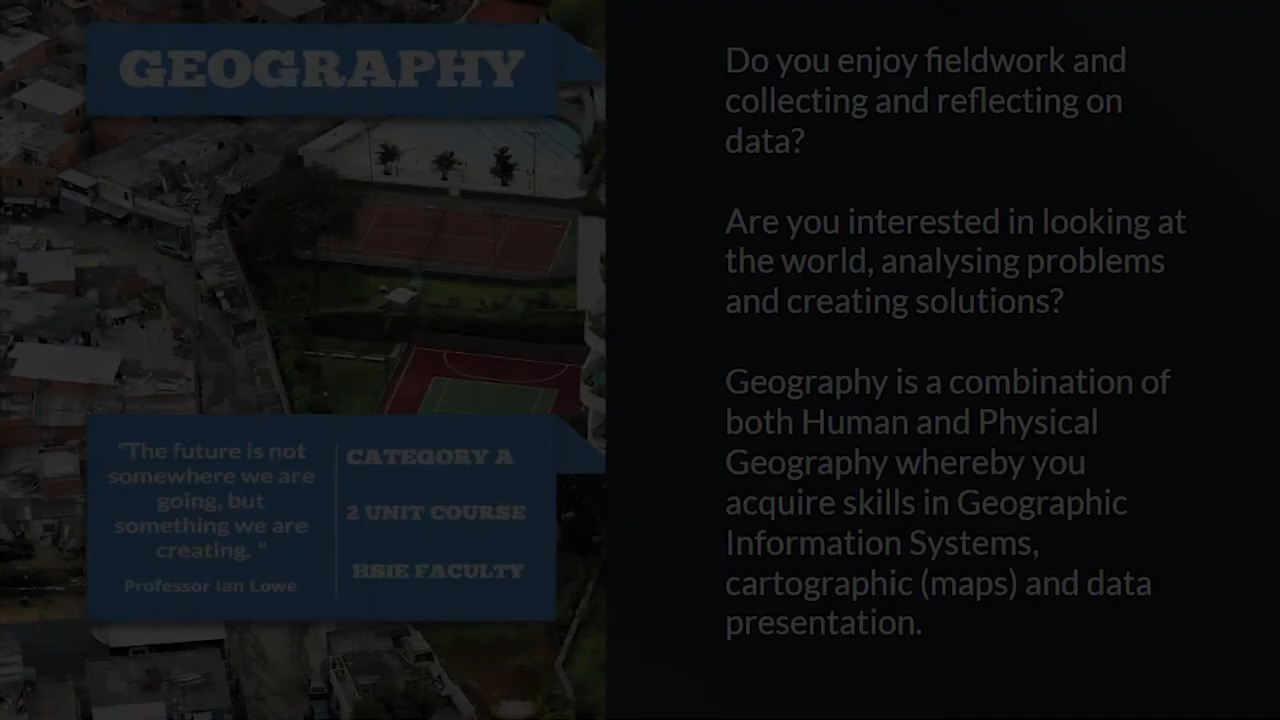 GEOGRAPHY
"The future is not
somewhere we are
going, but
something we are
creating. "
Professor Ian Lowe
CATEGORY A
2 UNIT COURSE
HSIE FACULTY
Do you enjoy fieldwork and
collecting and reflecting on
data?
Are you interested in looking at
the world, analysing problems
and creating solutions?
Geography is a combination of
both Human and Physical
Geography whereby you
acquire skills in Geographic
Information Systems,
cartographic (maps) and data
presentation.